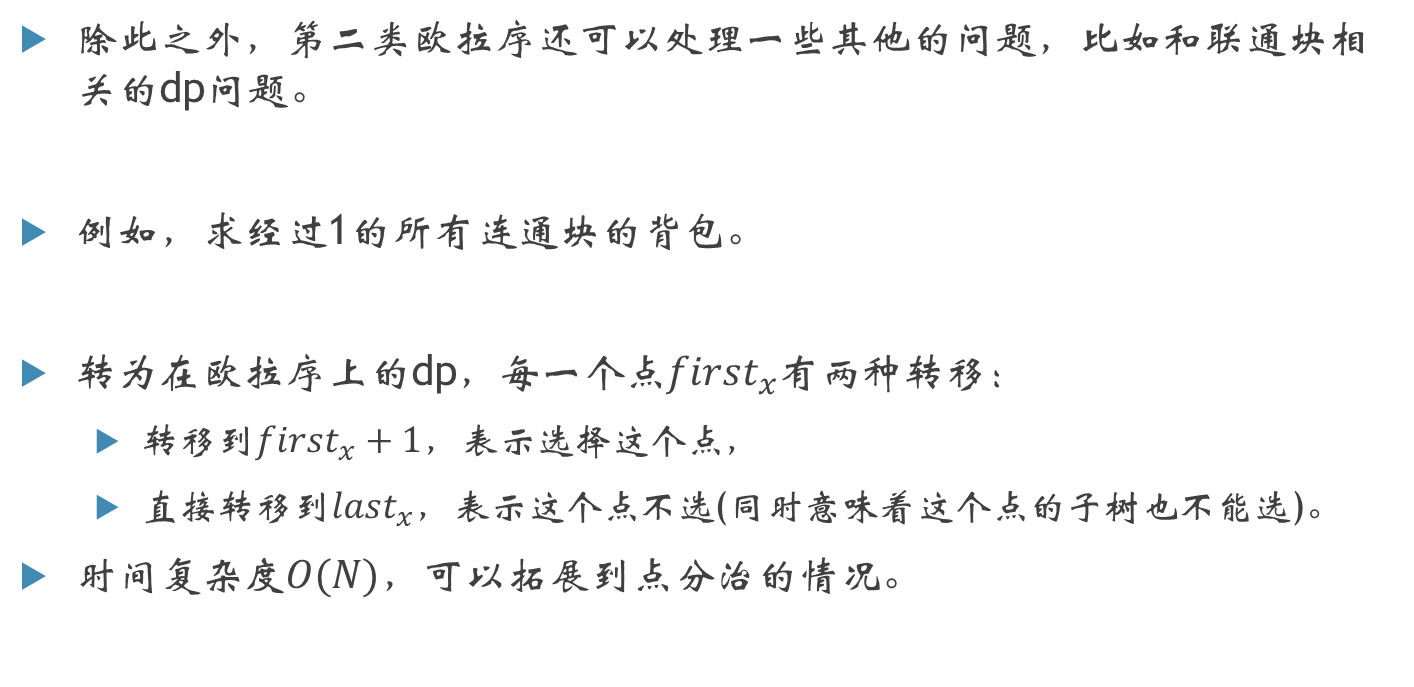 除此之外，第二类欧拉序还可以处理一些其他的问题，比如和联通块相
关的dp问题。
例如，求经过1的所有连通块的背包。
转为在欧拉序上的dp，每一个点first_x有两种转移：
转移到first_x + 1，表示选择这个点，
直接转移到last_x，表示这个点不选(同时意味着这个点的子树也不能选)。
时间复杂度O(N)，可以拓展到点分治的情况。